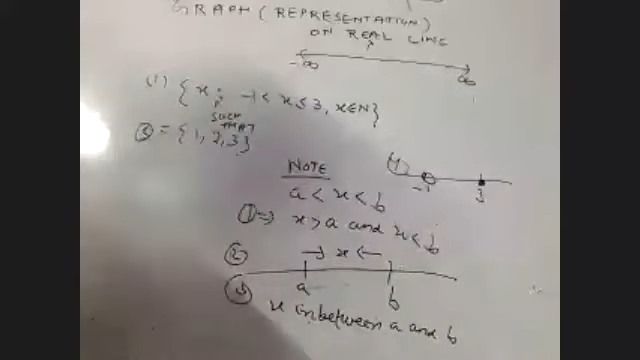 GRAPH (REPRESENTATION)
ON REAL LINE
-∞ ∞
(1) {x : -1 < x ≤ 3, x∈N}
SUCH
THAT
② = {1, 2, 3}
④
-1 3
NOTE
a < x < b
① ⇒ x > a and x < b
② → x ←
a b
③ x in between a and b